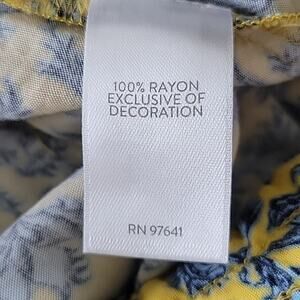 100% RAYON
EXCLUSIVE OF
DECORATION
RN 97641